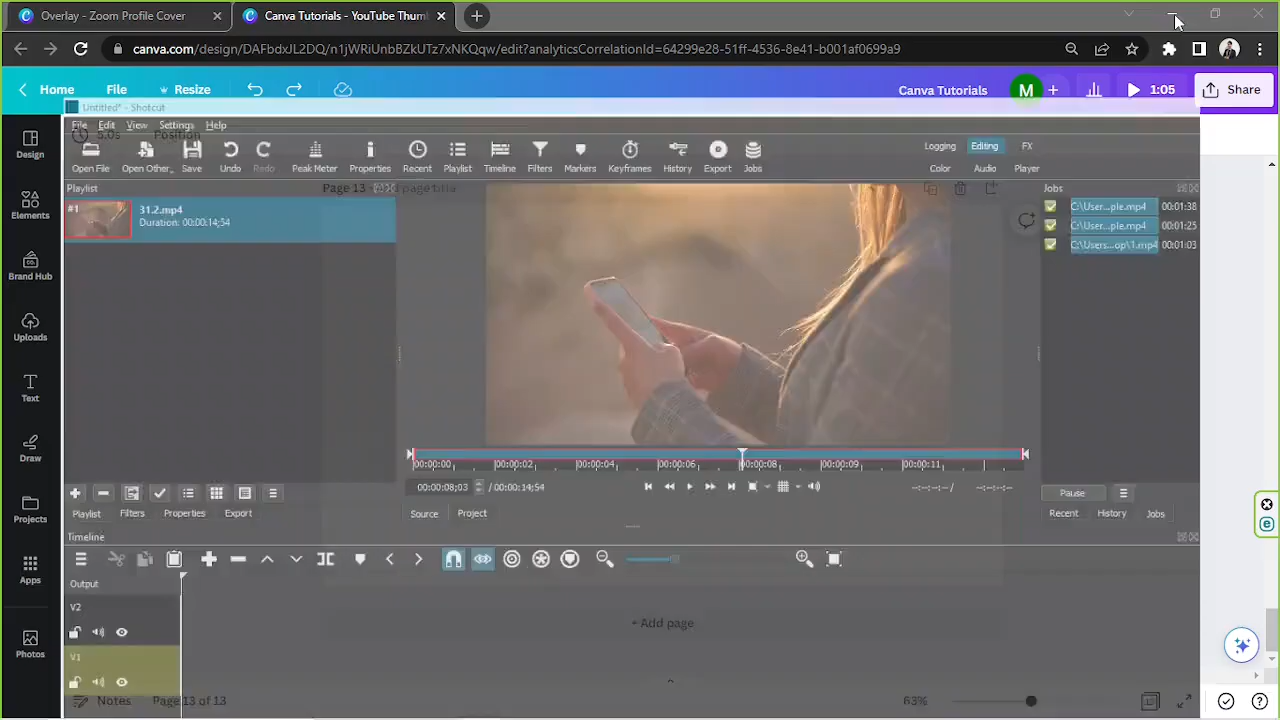 Overlay - Zoom Profile Cover
Canva Tutorials - YouTube Thumb
canva.com/design/DAFbdxJL2DQ/n1jWRiUnbBZkUTz7xNKQqw/edit?analyticsCorrelationId=64299e28-51ff-4536-8e41-b001af0699a9
Home
File
Resize
Canva Tutorials
M
1:05
Share
Untitled* - Shotcut
File
Edit
View
Settings
Help
5.0s
Position
Open File
Open Other..
Save
Undo
Redo
Peak Meter
Properties
Recent
Playlist
Timeline
Filters
Markers
Keyframes
History
Export
Jobs
Logging
Editing
FX
Color
Audio
Player
Playlist
Page 13
page title
Jobs
#1
31.2.mp4
Duration: 00:00:14;54
C:\User...ple.mp4
00:01:38
C:\User...ple.mp4
00:01:25
C:\Users...op\1.mp4
00:01:03
Design
Elements
Brand Hub
Uploads
Text
Draw
Projects
Apps
Photos
00:00:00
00:00:02
00:00:04
00:00:06
00:00:08
00:00:09
00:00:11
00:00:08;03
/ 00:00:14;54
--:--:--;-- /
--:--:--;--
Playlist
Filters
Properties
Export
Source
Project
Pause
Recent
History
Jobs
Timeline
Output
V2
V1
+ Add page
Notes
Page 13 of 13
63%